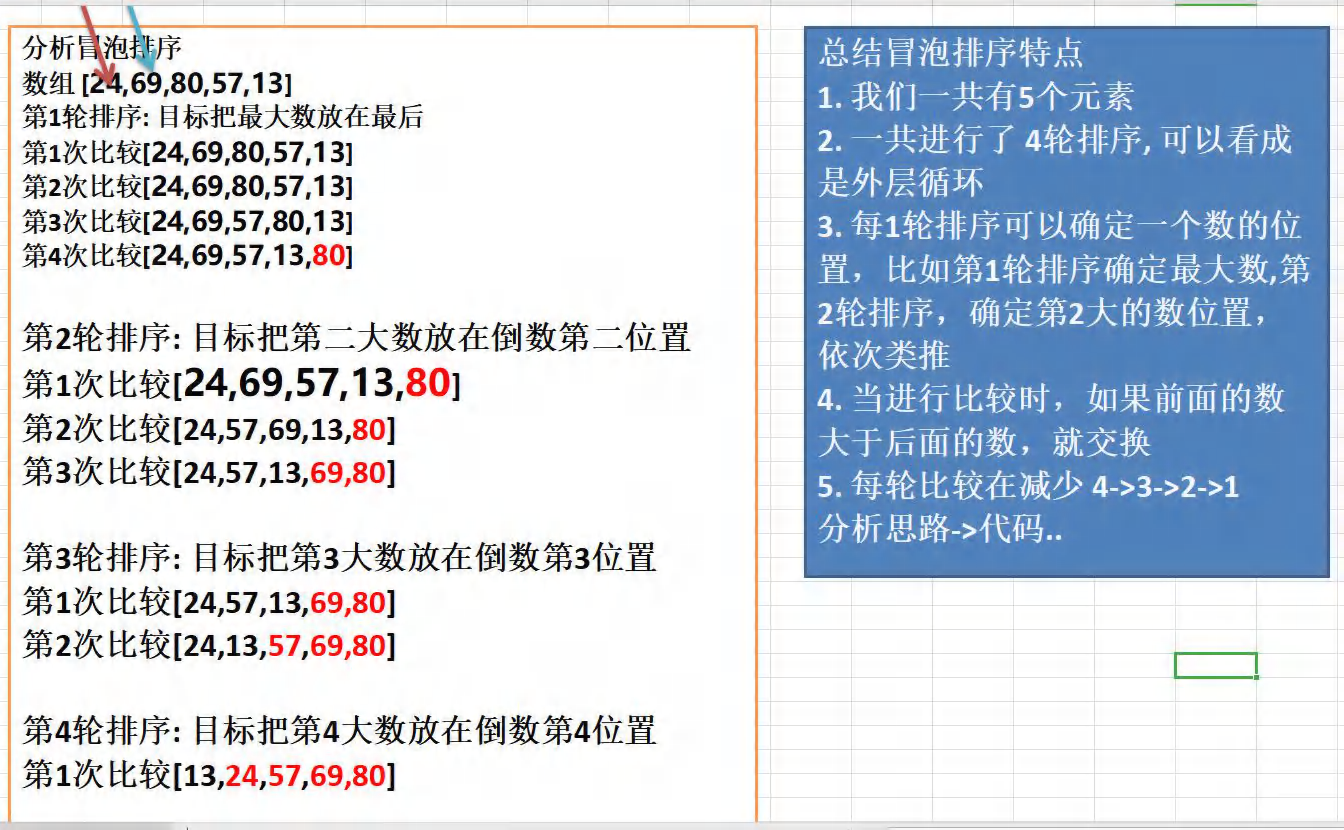 分析冒泡排序
数组 [24,69,80,57,13]
第1轮排序: 目标把最大数放在最后
第1次比较[24,69,80,57,13]
第2次比较[24,69,80,57,13]
第3次比较[24,69,57,80,13]
第4次比较[24,69,57,13,80]
第2轮排序: 目标把第二大数放在倒数第二位置
第1次比较[24,69,57,13,80]
第2次比较[24,57,69,13,80]
第3次比较[24,57,13,69,80]
第3轮排序: 目标把第3大数放在倒数第3位置
第1次比较[24,57,13,69,80]
第2次比较[24,13,57,69,80]
第4轮排序: 目标把第4大数放在倒数第4位置
第1次比较[13,24,57,69,80]
总结冒泡排序特点
1. 我们一共有5个元素
2. 一共进行了 4轮排序, 可以看成
是外层循环
3. 每1轮排序可以确定一个数的位
置，比如第1轮排序确定最大数,第
2轮排序，确定第2大的数位置，
依次类推
4. 当进行比较时，如果前面的数
大于后面的数，就交换
5. 每轮比较在减少 4->3->2->1
分析思路->代码..